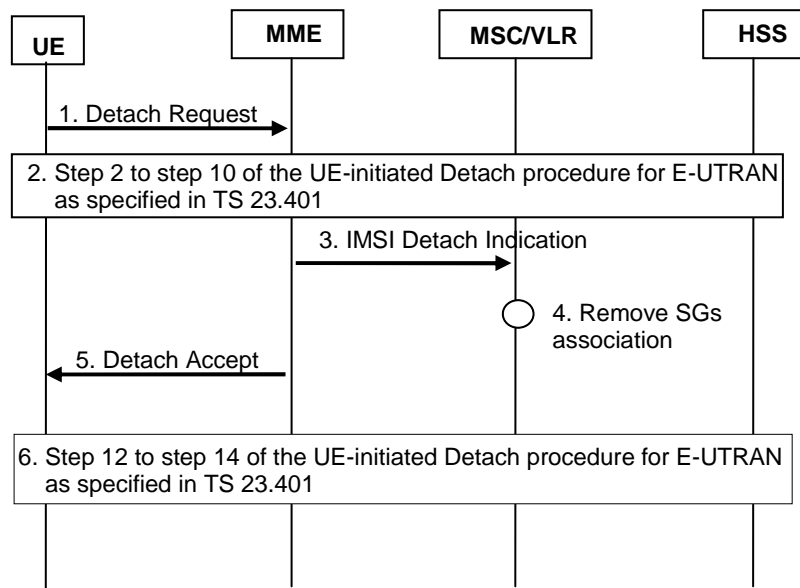 UE
MME
MSC/VLR
HSS
1. Detach Request
2. Step 2 to step 10 of the UE-initiated Detach procedure for E-UTRAN
as specified in TS 23.401
3. IMSI Detach Indication
4. Remove SGs
association
5. Detach Accept
6. Step 12 to step 14 of the UE-initiated Detach procedure for E-UTRAN
as specified in TS 23.401